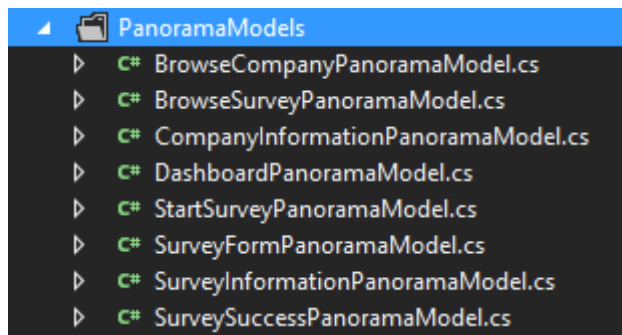 PanoramaModels
C# BrowseCompanyPanoramaModel.cs
C# BrowseSurveyPanoramaModel.cs
C# CompanyInformationPanoramaModel.cs
C# DashboardPanoramaModel.cs
C# StartSurveyPanoramaModel.cs
C# SurveyFormPanoramaModel.cs
C# SurveyInformationPanoramaModel.cs
C# SurveySuccessPanoramaModel.cs